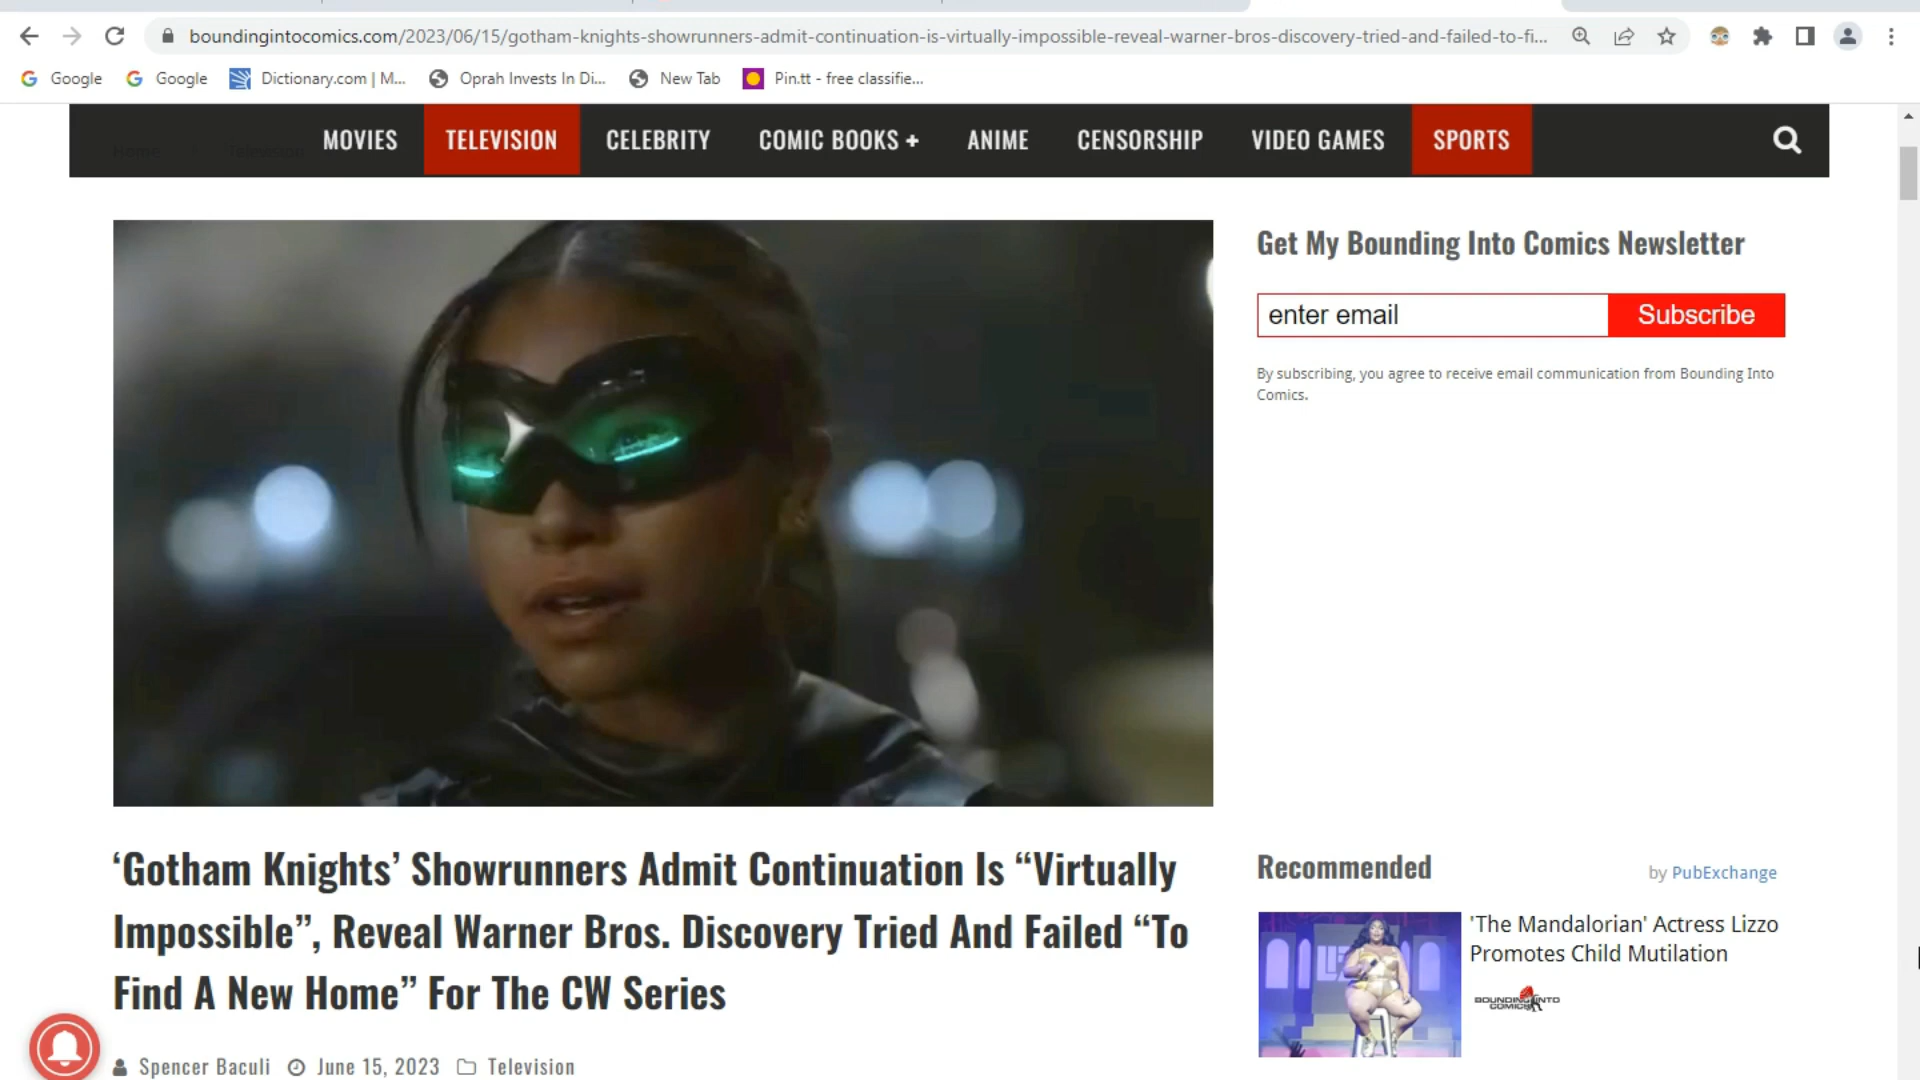 boundingintocomics.com/2023/06/15/gotham-knights-showrunners-admit-continuation-is-virtually-impossible-reveal-warner-bros-discovery-tried-and-failed-to-fi...
Google Google Dictionary.com | M... Oprah Invests In Di... New Tab Pin.tt - free classifie...
Home Television MOVIES TELEVISION CELEBRITY COMIC BOOKS + ANIME CENSORSHIP VIDEO GAMES SPORTS
Get My Bounding Into Comics Newsletter
enter email Subscribe
By subscribing, you agree to receive email communication from Bounding Into
Comics.
‘Gotham Knights’ Showrunners Admit Continuation Is “Virtually
Impossible”, Reveal Warner Bros. Discovery Tried And Failed “To
Find A New Home” For The CW Series
Spencer Baculi June 15, 2023 Television
Recommended by PubExchange
'The Mandalorian' Actress Lizzo
Promotes Child Mutilation
BOUNDING INTO
COMICS